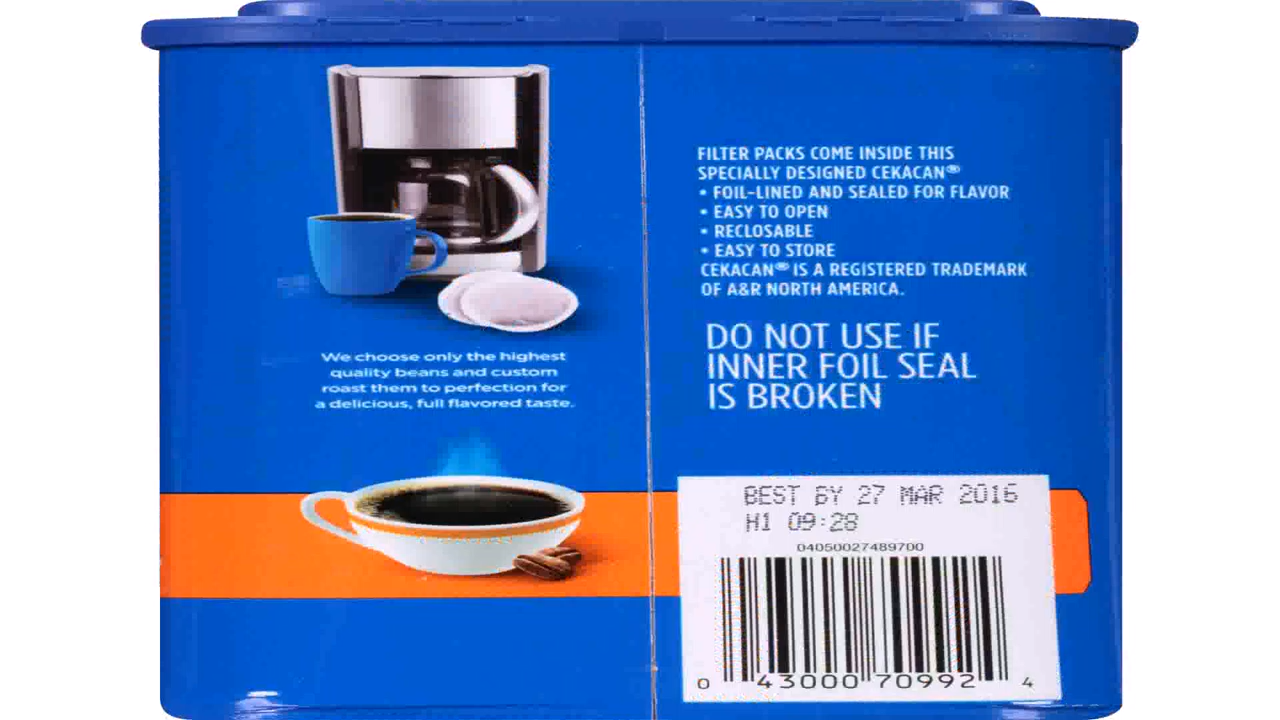 We choose only the highest
quality beans and custom
roast them to perfection for
a delicious, full flavored taste.
FILTER PACKS COME INSIDE THIS
SPECIALLY DESIGNED CEKACAN®
• FOIL-LINED AND SEALED FOR FLAVOR
• EASY TO OPEN
• RECLOSABLE
• EASY TO STORE
CEKACAN® IS A REGISTERED TRADEMARK
OF A&R NORTH AMERICA.
DO NOT USE IF
INNER FOIL SEAL
IS BROKEN
BEST BY 27 MAR 2016
H1 09:28
04050027489700
0 43000 70992 4